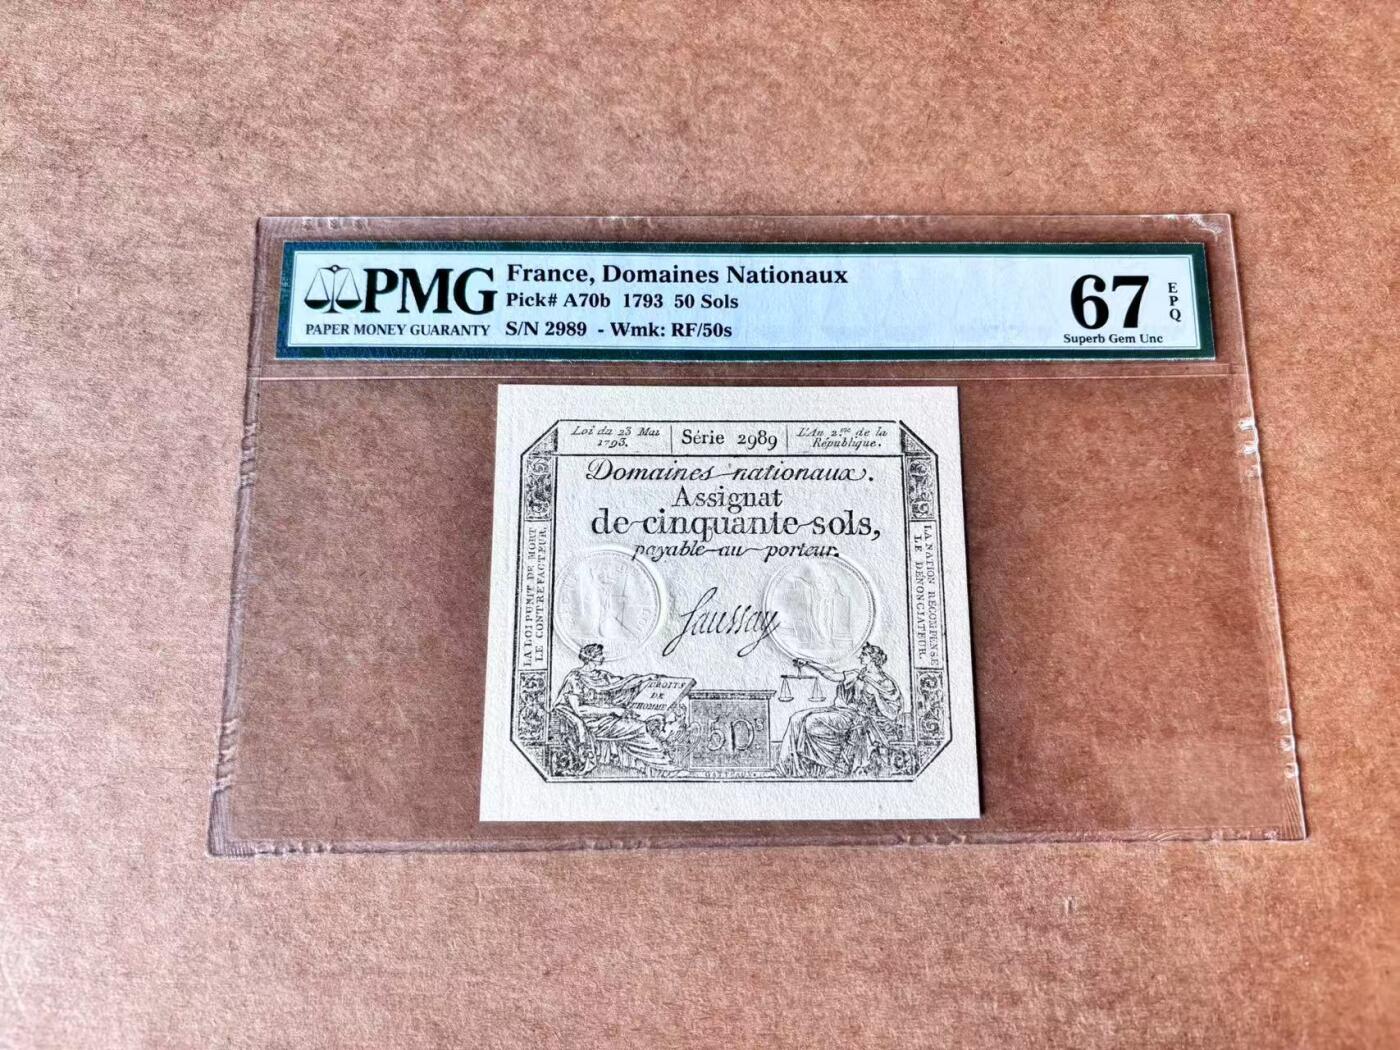 PMG
PAPER MONEY GUARANTY
France, Domaines Nationaux
Pick# A70b 1793 50 Sols
S/N 2989 - Wmk: RF/50s
67
EPQ
Superb Gem Unc
Loi du 23 Mai
1793.
Série 2989
L'An 2.me de la
République.
Domaines nationaux.
Assignat
de cinquante sols,
payable au porteur.
LA LOI PUNIT DE MORT
LE CONTREFACTEUR.
LA NATION RECOMPENSE
LE DÉNONCIATEUR.
Saussay
DROITS
DE
L'HOMME
50s